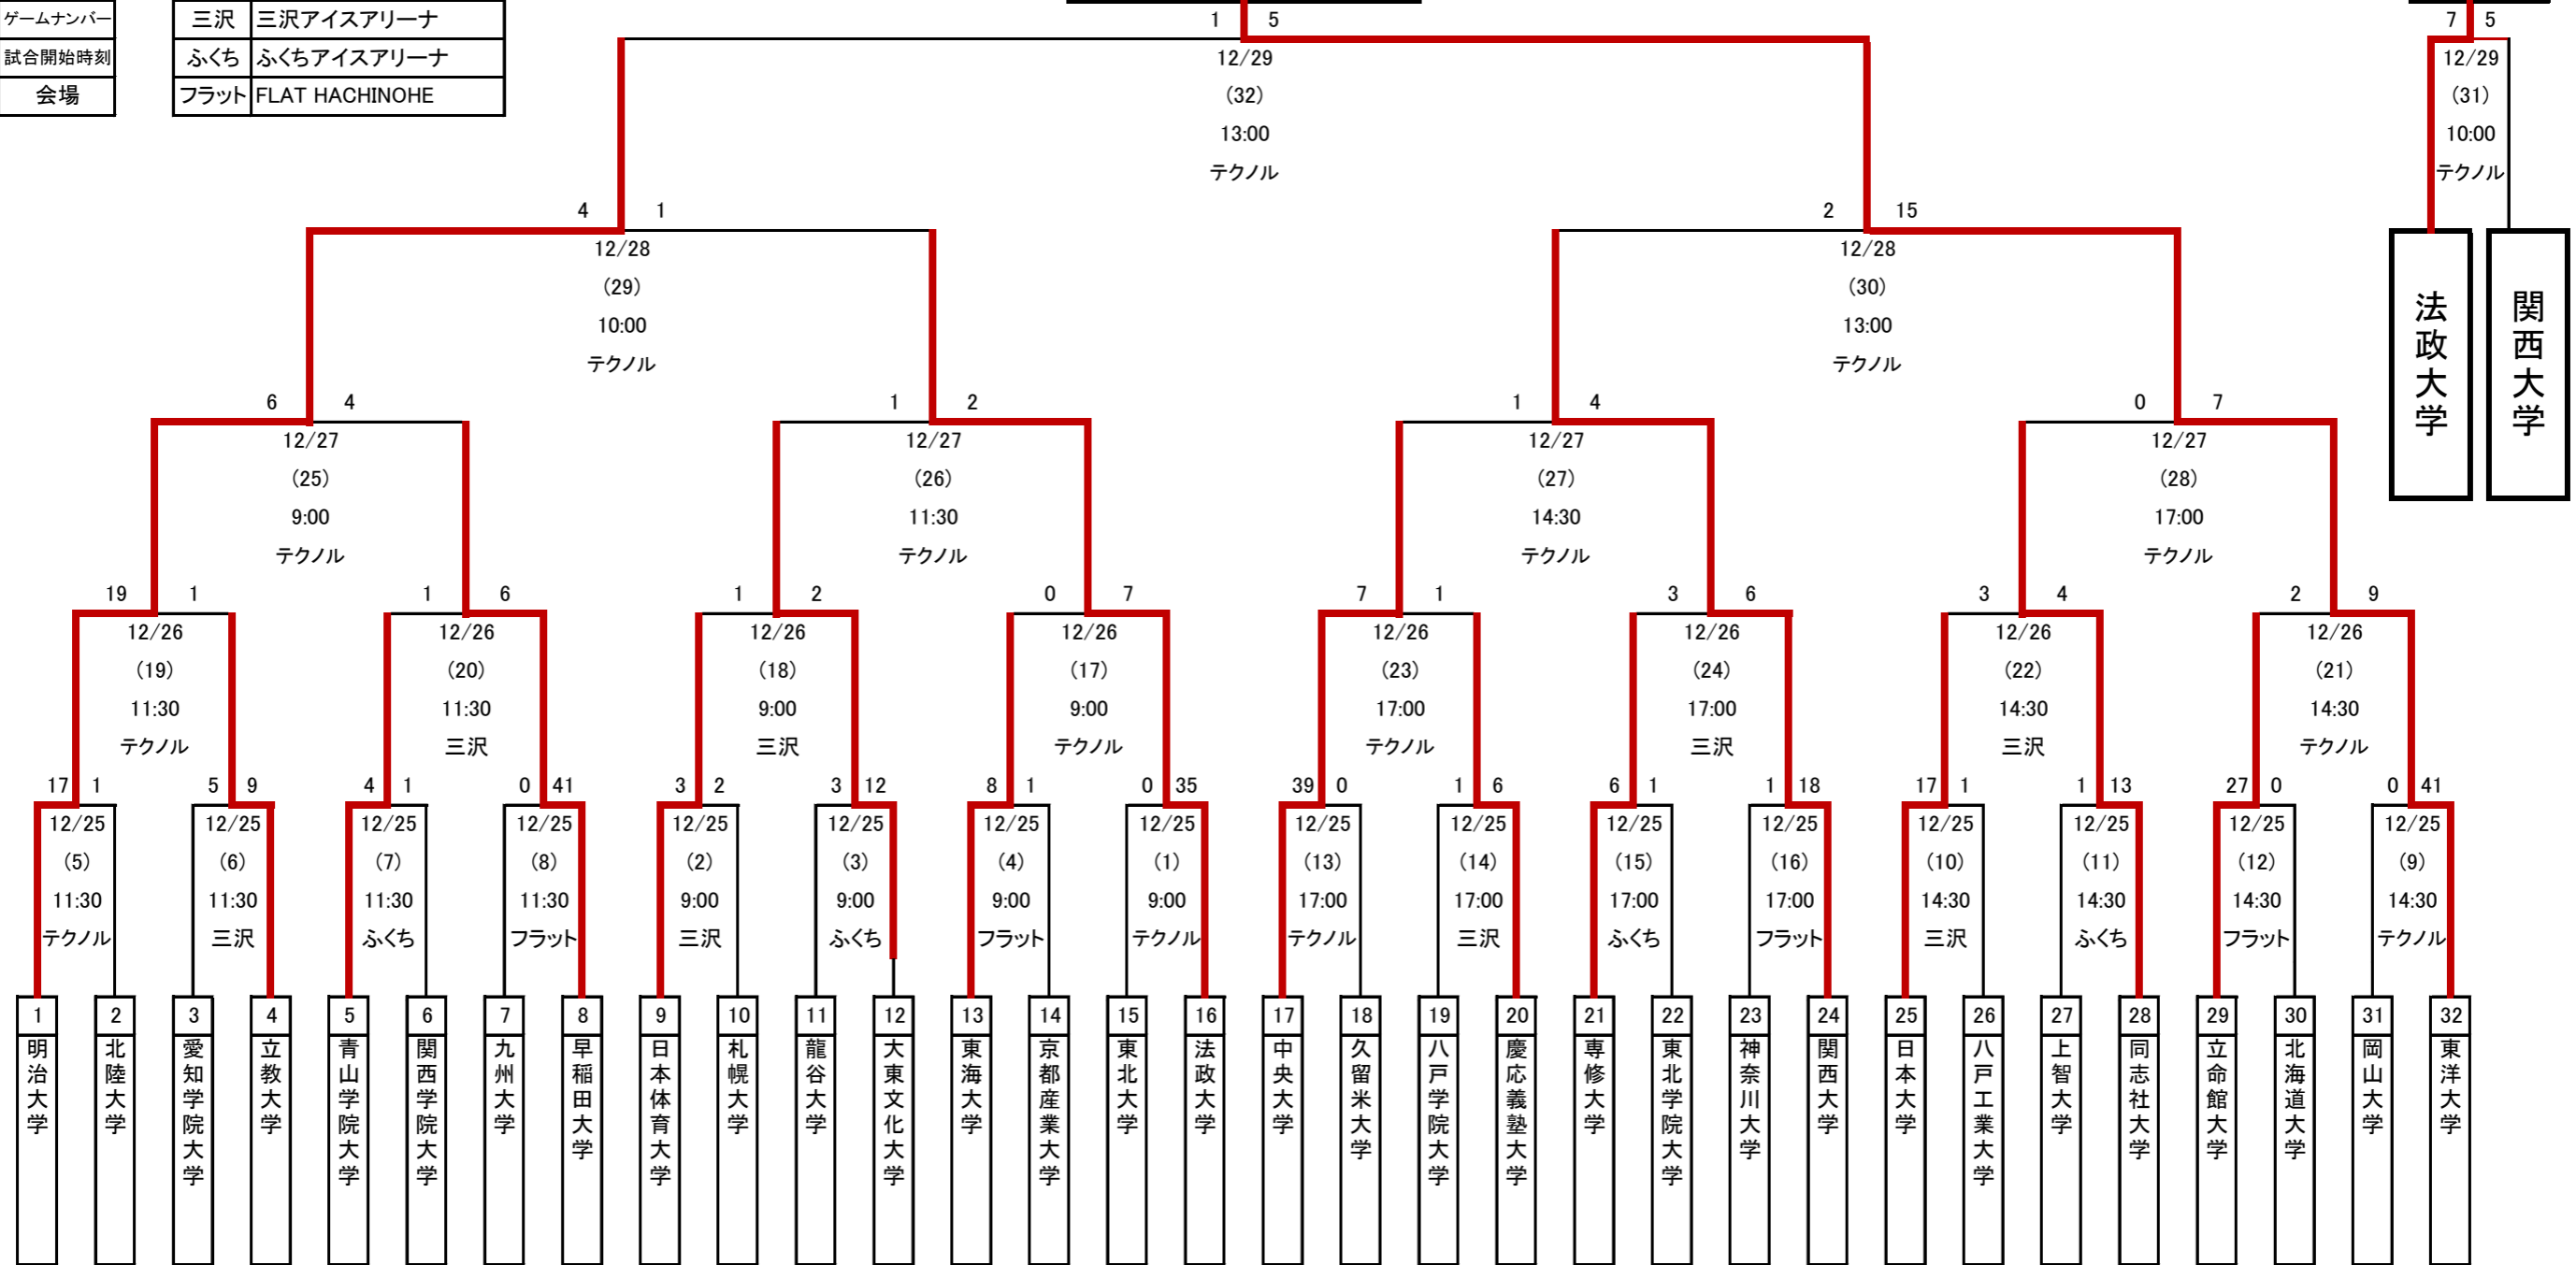 ゲームナンバー
試合開始時刻
会場
三沢 三沢アイスアリーナ
ふくち ふくちアイスアリーナ
フラット FLAT HACHINOHE
1 5
12/29
(32)
13:00
テクノル
7 5
12/29
(31)
10:00
テクノル
法政大学
関西大学
4 1
12/28
(29)
10:00
テクノル
2 15
12/28
(30)
13:00
テクノル
6 4
12/27
(25)
9:00
テクノル
1 2
12/27
(26)
11:30
テクノル
1 4
12/27
(27)
14:30
テクノル
0 7
12/27
(28)
17:00
テクノル
19 1
12/26
(19)
11:30
テクノル
1 6
12/26
(20)
11:30
三沢
1 2
12/26
(18)
9:00
三沢
0 7
12/26
(17)
9:00
テクノル
7 1
12/26
(23)
17:00
テクノル
3 6
12/26
(24)
17:00
三沢
3 4
12/26
(22)
14:30
三沢
2 9
12/26
(21)
14:30
テクノル
17 1
12/25
(5)
11:30
テクノル
5 9
12/25
(6)
11:30
三沢
4 1
12/25
(7)
11:30
ふくち
0 41
12/25
(8)
11:30
フラット
3 2
12/25
(2)
9:00
三沢
3 12
12/25
(3)
9:00
ふくち
8 1
12/25
(4)
9:00
フラット
0 35
12/25
(1)
9:00
テクノル
39 0
12/25
(13)
17:00
テクノル
1 6
12/25
(14)
17:00
三沢
6 1
12/25
(15)
17:00
ふくち
1 18
12/25
(16)
17:00
フラット
17 1
12/25
(10)
14:30
三沢
1 13
12/25
(11)
14:30
ふくち
27 0
12/25
(12)
14:30
フラット
0 41
12/25
(9)
14:30
テクノル
1 明治大学
2 北陸大学
3 愛知学院大学
4 立教大学
5 青山学院大学
6 関西学院大学
7 九州大学
8 早稲田大学
9 日本体育大学
10 札幌大学
11 龍谷大学
12 大東文化大学
13 東海大学
14 京都産業大学
15 東北大学
16 法政大学
17 中央大学
18 久留米大学
19 八戸学院大学
20 慶応義塾大学
21 専修大学
22 東北学院大学
23 神奈川大学
24 関西大学
25 日本大学
26 八戸工業大学
27 上智大学
28 同志社大学
29 立命館大学
30 北海道大学
31 岡山大学
32 東洋大学